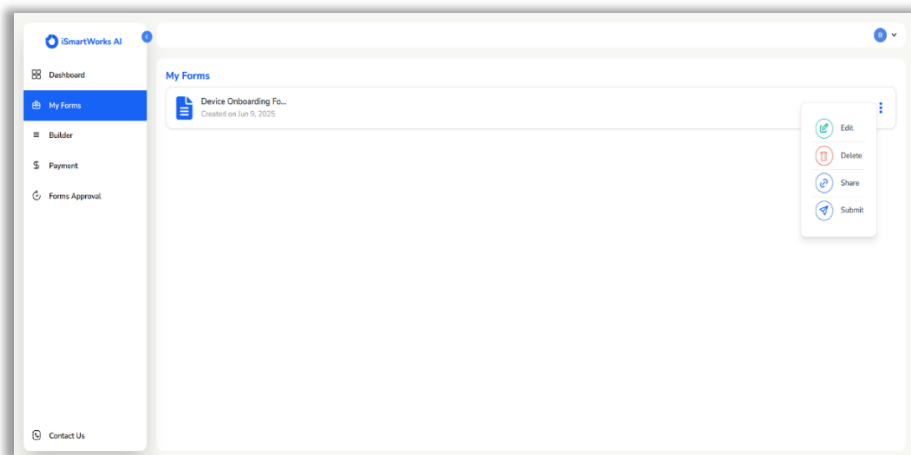 iSmartWorks AI
B
Dashboard
My Forms
Builder
Payment
Forms Approval
Contact Us
My Forms
Device Onboarding Fo...
Created on Jun 9, 2025
Edit
Delete
Share
Submit